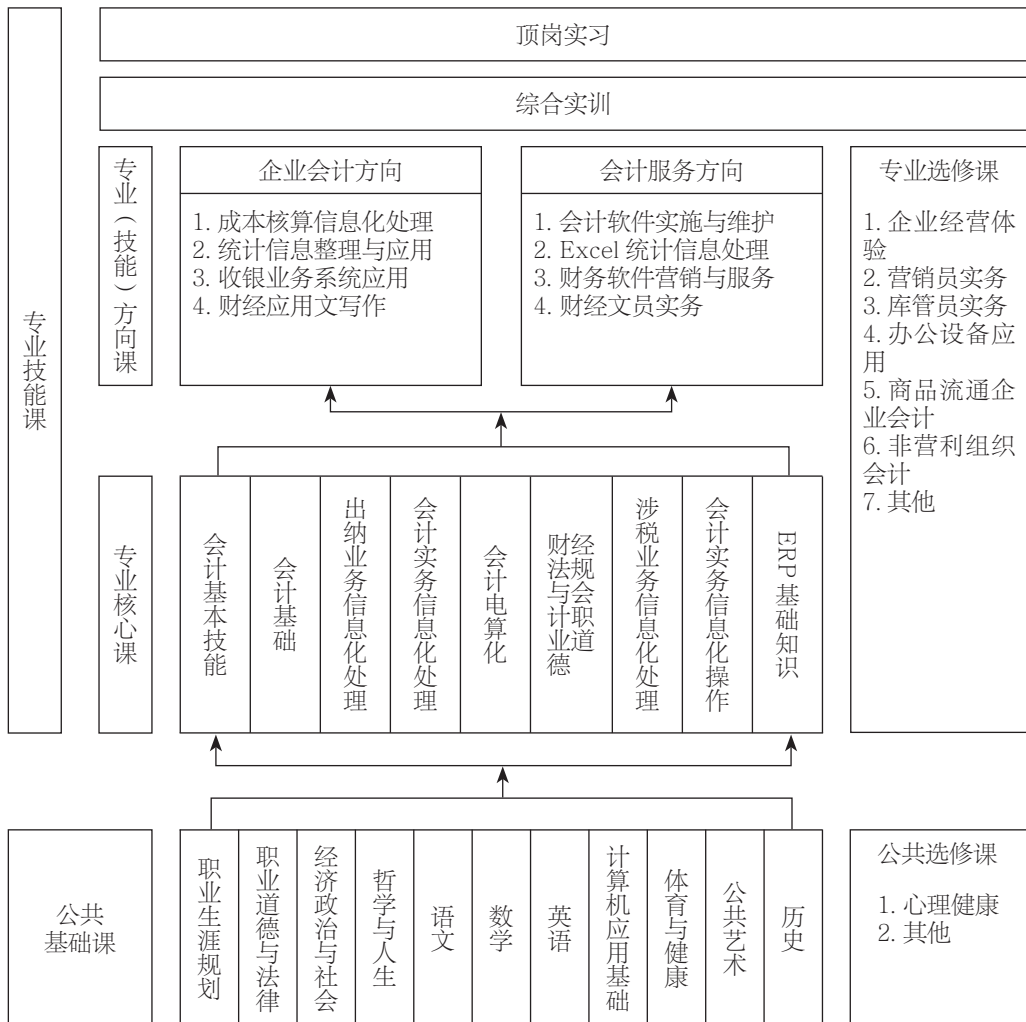 顶岗实习
综合实训
专业技能课
专业（技能）方向课
企业会计方向
1. 成本核算信息化处理
2. 统计信息整理与应用
3. 收银业务系统应用
4. 财经应用文写作
会计服务方向
1. 会计软件实施与维护
2. Excel 统计信息处理
3. 财务软件营销与服务
4. 财经文员实务
专业选修课
1. 企业经营体
验
2. 营销员实务
3. 库管员实务
4. 办公设备应
用
5. 商品流通企
业会计
6. 非营利组织
会计
7. 其他
专业核心课
会计基本技能
会计基础
出纳业务信息化处理
会计实务信息化处理
会计电算化
财经
法规
与会
计职
业道
德
涉税业务信息化处理
会计实务信息化操作
ERP 基础知识
公共
基础课
职业生涯规划
职业道德与法律
经济政治与社会
哲学与人生
语文
数学
英语
计算机应用基础
体育与健康
公共艺术
历史
公共选修课
1. 心理健康
2. 其他